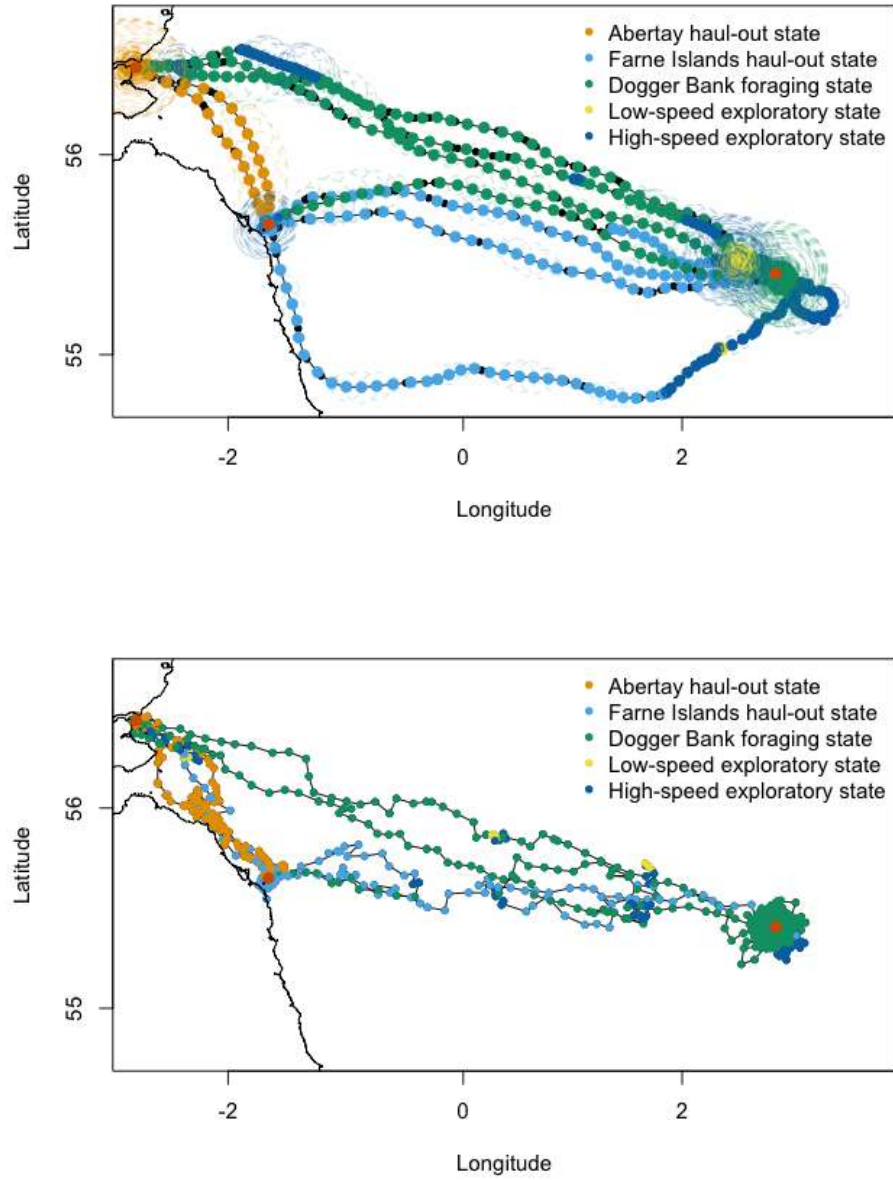 Abertay haul-out state
Farne Islands haul-out state
Dogger Bank foraging state
Low-speed exploratory state
High-speed exploratory state
56
55
Latitude
-2
0
2
Longitude
Abertay haul-out state
Farne Islands haul-out state
Dogger Bank foraging state
Low-speed exploratory state
High-speed exploratory state
56
55
Latitude
-2
0
2
Longitude